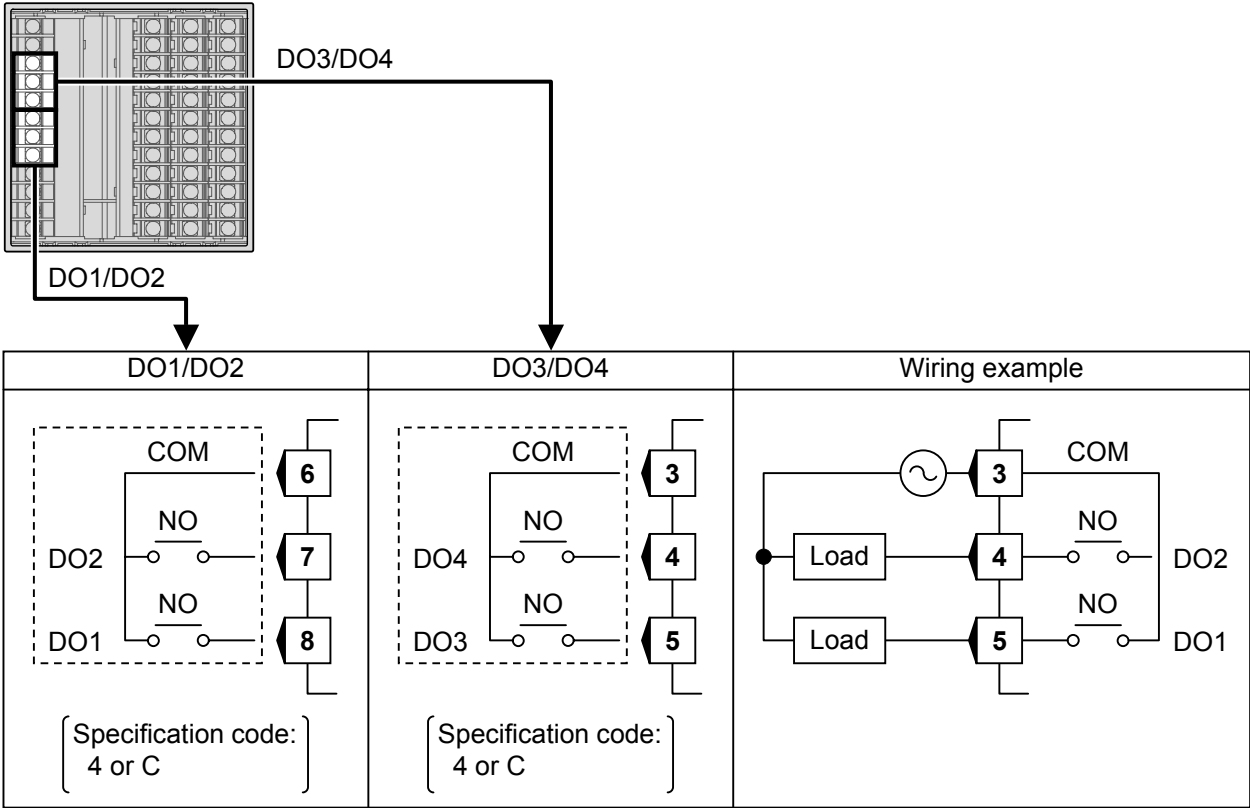 DO3/DO4
DO1/DO2
DO1/DO2 DO3/DO4 Wiring example
COM
6
NO
DO2
7
NO
DO1
8
Specification code:
4 or C
COM
3
NO
DO4
4
NO
DO3
5
Specification code:
4 or C
3
COM
NO
Load
4
DO2
NO
Load
5
DO1